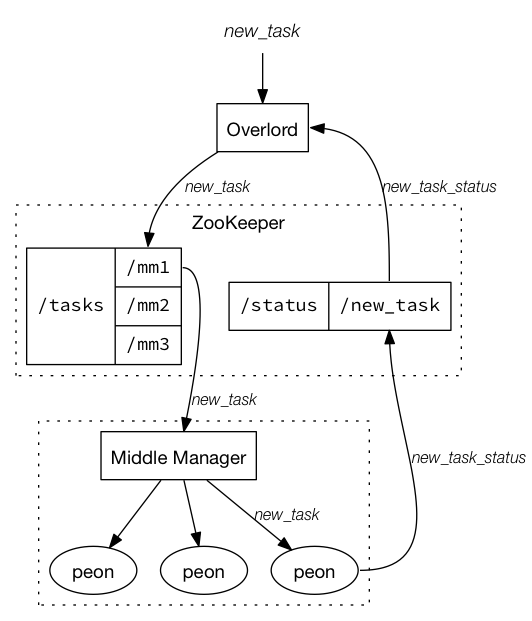 new_task
Overlord
new_task
new_task_status
ZooKeeper
/tasks
/mm1
/mm2
/mm3
/status
/new_task
new_task
Middle Manager
new_task_status
new_task
peon
peon
peon